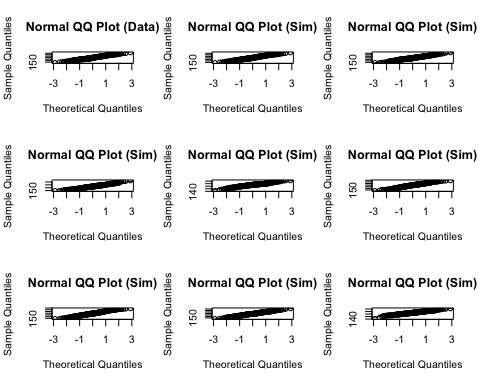 Normal QQ Plot (Data) Normal QQ Plot (Sim) Normal QQ Plot (Sim)
Sample Quantiles 150 Sample Quantiles 150 Sample Quantiles 150
-3 -1 1 3 -3 -1 1 3 -3 -1 1 3
Theoretical Quantiles Theoretical Quantiles Theoretical Quantiles
Normal QQ Plot (Sim) Normal QQ Plot (Sim) Normal QQ Plot (Sim)
Sample Quantiles 150 Sample Quantiles 140 Sample Quantiles 150
-3 -1 1 3 -3 -1 1 3 -3 -1 1 3
Theoretical Quantiles Theoretical Quantiles Theoretical Quantiles
Normal QQ Plot (Sim) Normal QQ Plot (Sim) Normal QQ Plot (Sim)
Sample Quantiles 150 Sample Quantiles 150 Sample Quantiles 140
-3 -1 1 3 -3 -1 1 3 -3 -1 1 3
Theoretical Quantiles Theoretical Quantiles Theoretical Quantiles